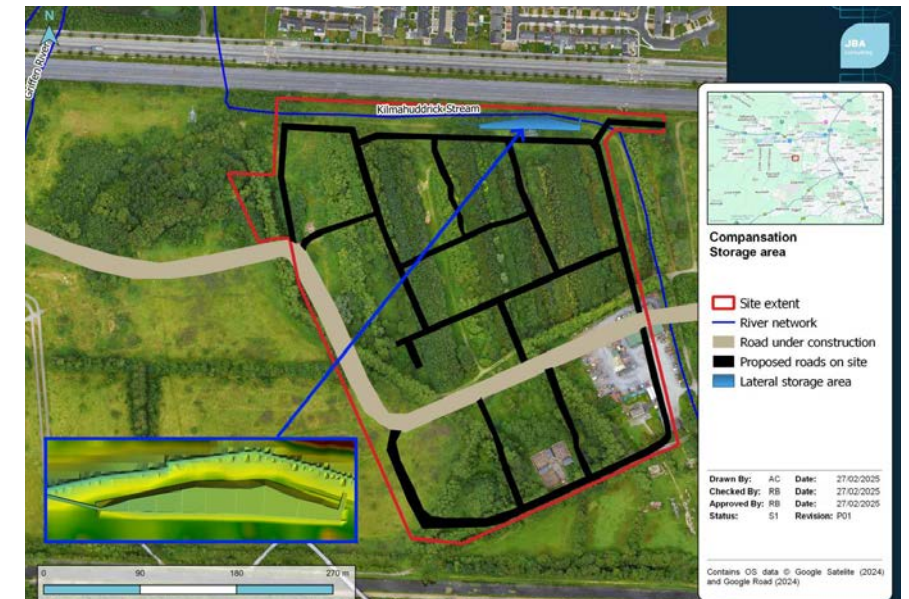 N
Griffen River
Kilmahuddrick Stream
JBA
consulting
Compansation
Storage area
Site extent
River network
Road under construction
Proposed roads on site
Lateral storage area
Drawn By: AC Date: 27/02/2025
Checked By: RB Date: 27/02/2025
Approved By: RB Date: 27/02/2025
Status: S1 Revision: P01
Contains OS data © Google Satelite (2024)
and Google Road (2024)
0 90 180 270 m